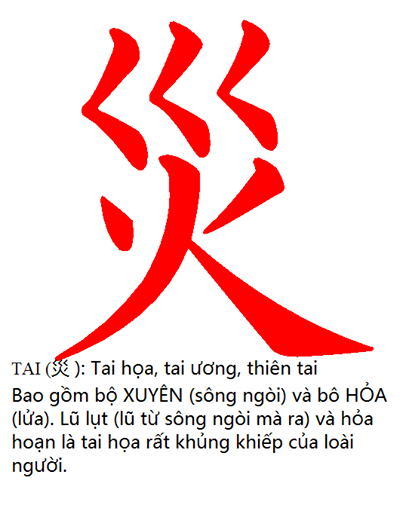 災
TAI (災 ): Tai họa, tai ương, thiên tai
Bao gồm bộ XUYÊN (sông ngòi) và bô HỎA
(lửa). Lũ lụt (lũ từ sông ngòi mà ra) và hỏa
hoạn là tai họa rất khủng khiếp của loài
người.